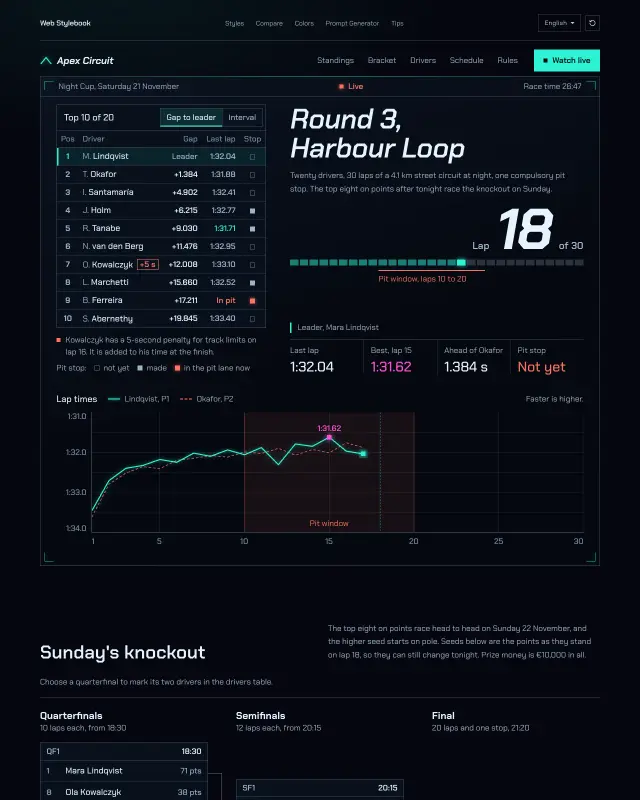 Web Stylebook
Styles Compare Colors Prompt Generator Tips
English
Apex Circuit
Standings Bracket Drivers Schedule Rules
Watch live
Night Cup, Saturday 21 November
Live
Race time 26:47
Top 10 of 20
Gap to leader Interval
Pos Driver Gap Last lap Stop
1 M. Lindqvist Leader 1:32.04
2 T. Okafor +1.384 1:31.88
3 I. Santamaría +4.902 1:32.41
4 J. Holm +6.215 1:32.77
5 R. Tanabe +9.030 1:31.71
6 N. van den Berg +11.476 1:32.95
7 O. Kowalczyk +5 s +12.008 1:33.10
8 L. Marchetti +15.660 1:32.52
9 B. Ferreira +17.211 In pit
10 S. Abernethy +19.845 1:33.40
Kowalczyk has a 5-second penalty for track limits on
lap 16. It is added to his time at the finish.
Pit stop: not yet made in the pit lane now
Round 3,
Harbour Loop
Twenty drivers, 30 laps of a 4.1 km street circuit at night, one compulsory pit
stop. The top eight on points after tonight race the knockout on Sunday.
Lap 18 of 30
Pit window, laps 10 to 20
Leader, Mara Lindqvist
Last lap Best, lap 15 Ahead of Okafor Pit stop
1:32.04 1:31.62 1.384 s Not yet
Lap times Lindqvist, P1 Okafor, P2
Faster is higher.
1:31.0
1:31.62
1:32.0
1:33.0
Pit window
1:34.0
1 5 10 15 20 30
Sunday's knockout
The top eight on points race head to head on Sunday 22 November, and
the higher seed starts on pole. Seeds below are the points as they stand
on lap 18, so they can still change tonight. Prize money is €10,000 in all.
Choose a quarterfinal to mark its two drivers in the drivers table.
Quarterfinals
10 laps each, from 18:30
Semifinals
12 laps each, from 20:15
Final
20 laps and one stop, 21:20
QF1 18:30
1 Mara Lindqvist 71 pts
8 Ola Kowalczyk 38 pts
SF1 20:15